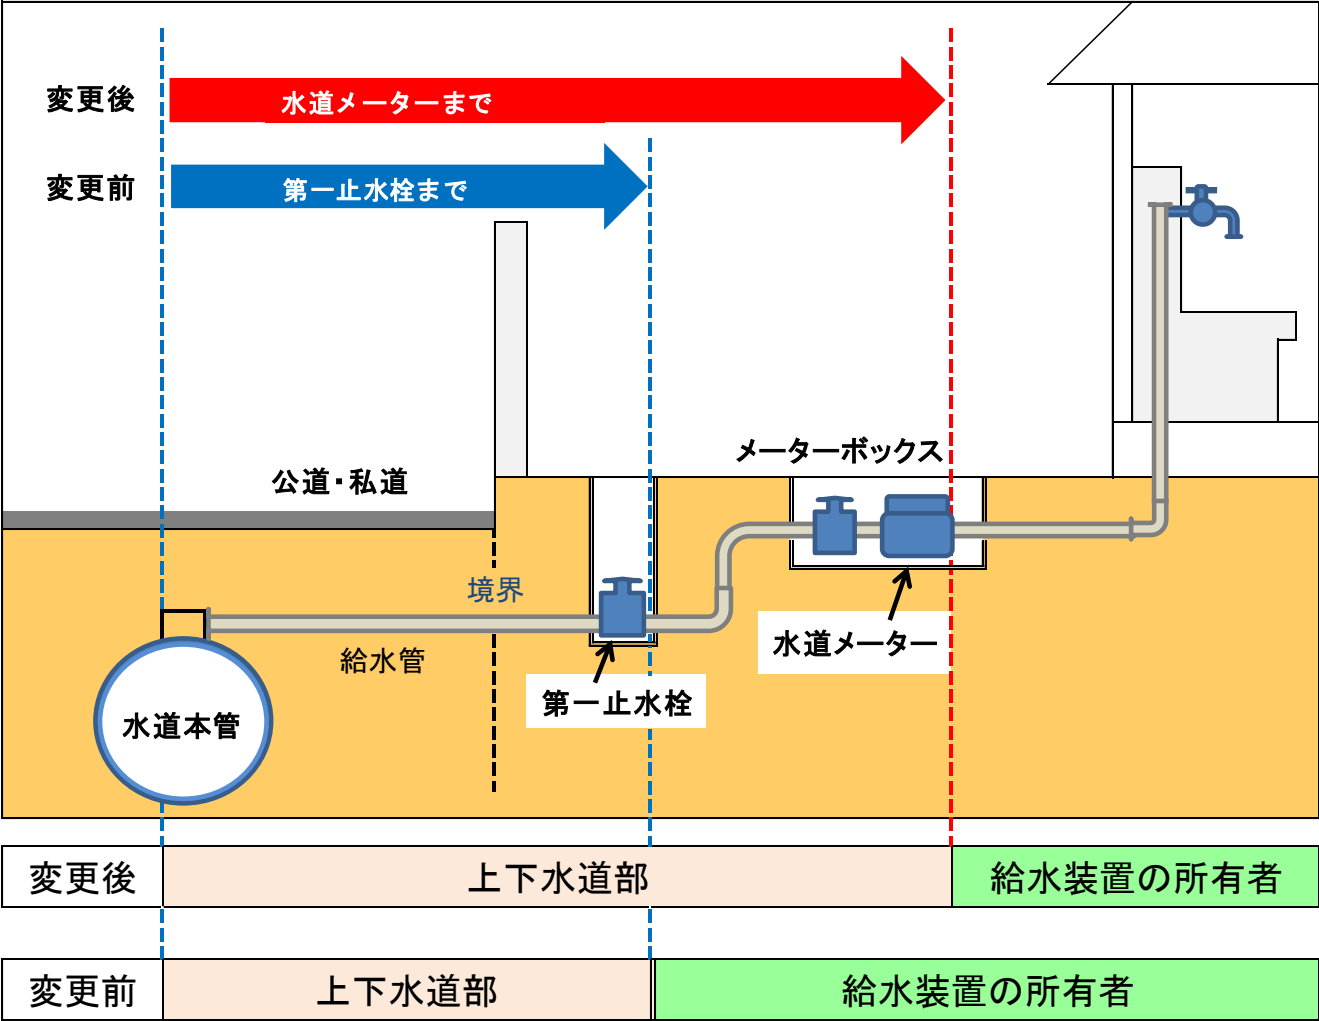 変更後
水道メーターまで
変更前
第一止水栓まで
メーターボックス
公道・私道
境界
給水管
水道メーター
第一止水栓
水道本管
変更後
上下水道部
給水装置の所有者
変更前
上下水道部
給水装置の所有者